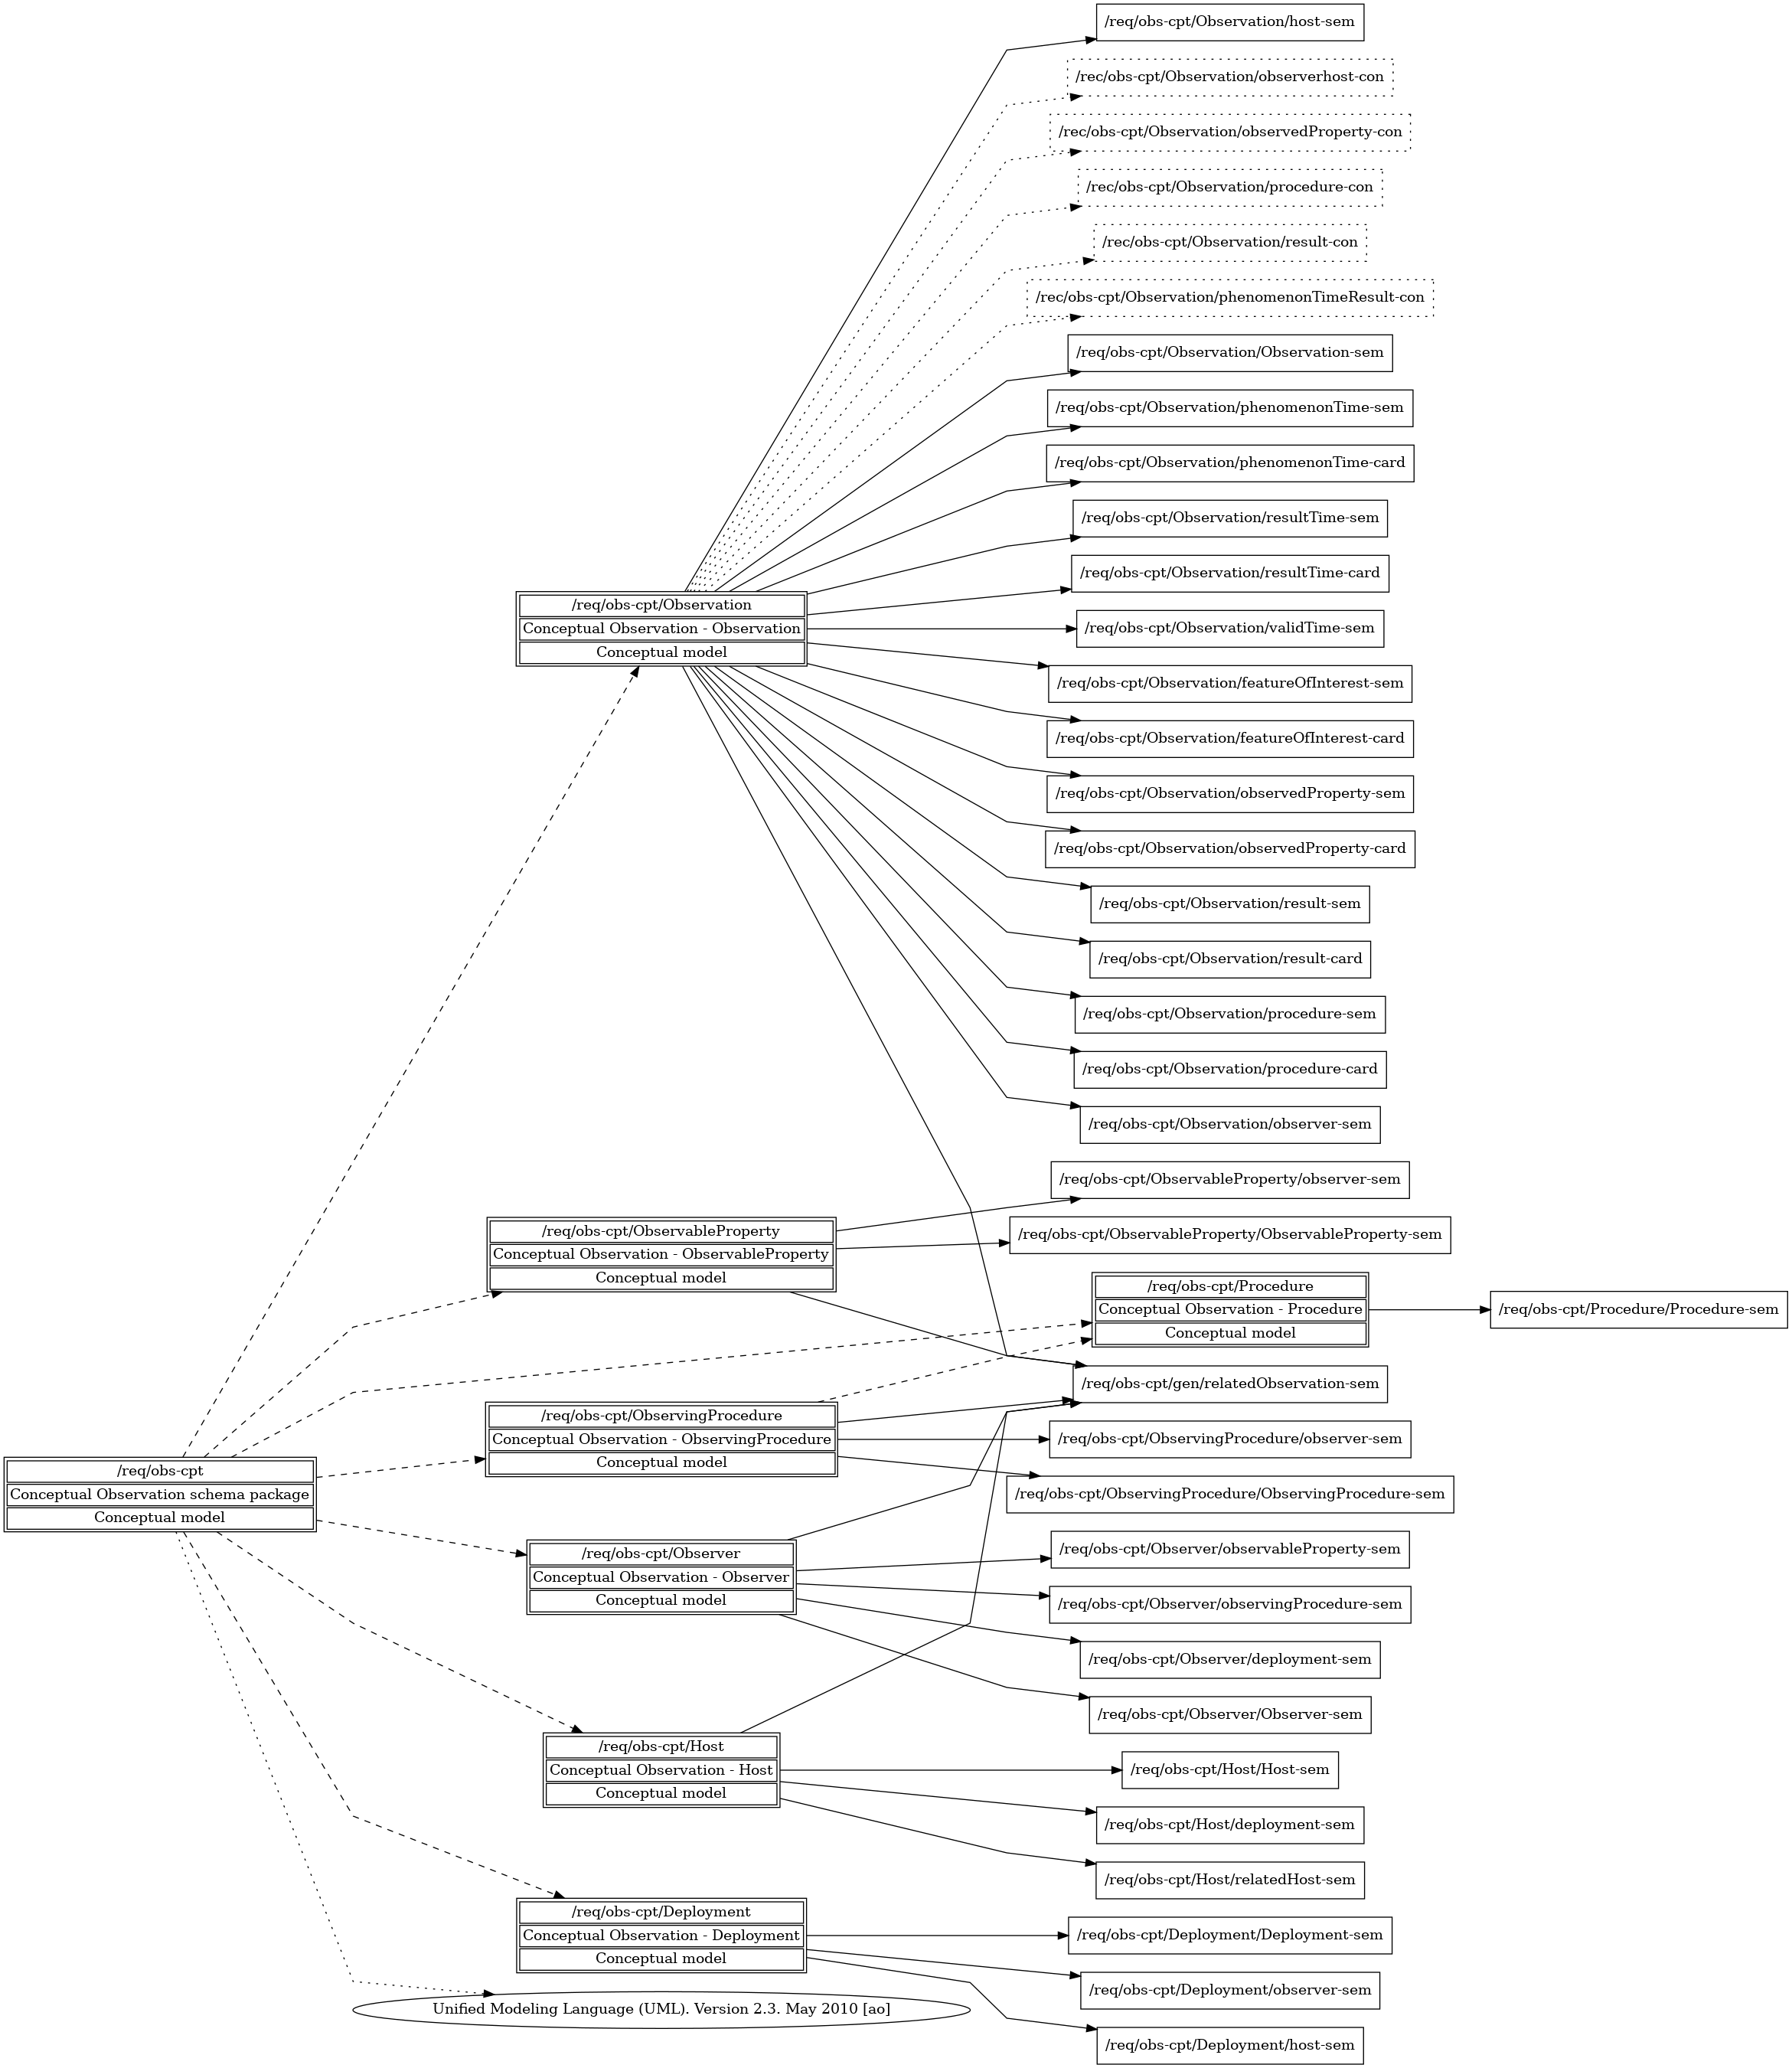 /req/obs-cpt/Observation/host-sem
/rec/obs-cpt/Observation/observerhost-con
/rec/obs-cpt/Observation/observedProperty-con
/rec/obs-cpt/Observation/procedure-con
/rec/obs-cpt/Observation/result-con
/rec/obs-cpt/Observation/phenomenonTimeResult-con
/req/obs-cpt/Observation/Observation-sem
/req/obs-cpt/Observation/phenomenonTime-sem
/req/obs-cpt/Observation/phenomenonTime-card
/req/obs-cpt/Observation/resultTime-sem
/req/obs-cpt/Observation/resultTime-card
/req/obs-cpt/Observation
Conceptual Observation - Observation
Conceptual model
/req/obs-cpt/Observation/validTime-sem
/req/obs-cpt/Observation/featureOfInterest-sem
/req/obs-cpt/Observation/featureOfInterest-card
/req/obs-cpt/Observation/observedProperty-sem
/req/obs-cpt/Observation/observedProperty-card
/req/obs-cpt/Observation/result-sem
/req/obs-cpt/Observation/result-card
/req/obs-cpt/Observation/procedure-sem
/req/obs-cpt/Observation/procedure-card
/req/obs-cpt/Observation/observer-sem
/req/obs-cpt/ObservableProperty/observer-sem
/req/obs-cpt/ObservableProperty
Conceptual Observation - ObservableProperty
Conceptual model
/req/obs-cpt/ObservableProperty/ObservableProperty-sem
/req/obs-cpt/Procedure
Conceptual Observation - Procedure
Conceptual model
/req/obs-cpt/Procedure/Procedure-sem
/req/obs-cpt/gen/relatedObservation-sem
/req/obs-cpt/ObservingProcedure
Conceptual Observation - ObservingProcedure
Conceptual model
/req/obs-cpt/ObservingProcedure/observer-sem
/req/obs-cpt/ObservingProcedure/ObservingProcedure-sem
/req/obs-cpt
Conceptual Observation schema package
Conceptual model
/req/obs-cpt/Observer
Conceptual Observation - Observer
Conceptual model
/req/obs-cpt/Observer/observableProperty-sem
/req/obs-cpt/Observer/observingProcedure-sem
/req/obs-cpt/Observer/deployment-sem
/req/obs-cpt/Observer/Observer-sem
/req/obs-cpt/Host
Conceptual Observation - Host
Conceptual model
/req/obs-cpt/Host/Host-sem
/req/obs-cpt/Host/deployment-sem
/req/obs-cpt/Host/relatedHost-sem
/req/obs-cpt/Deployment
Conceptual Observation - Deployment
Conceptual model
/req/obs-cpt/Deployment/Deployment-sem
/req/obs-cpt/Deployment/observer-sem
Unified Modeling Language (UML). Version 2.3. May 2010 [ao]
/req/obs-cpt/Deployment/host-sem